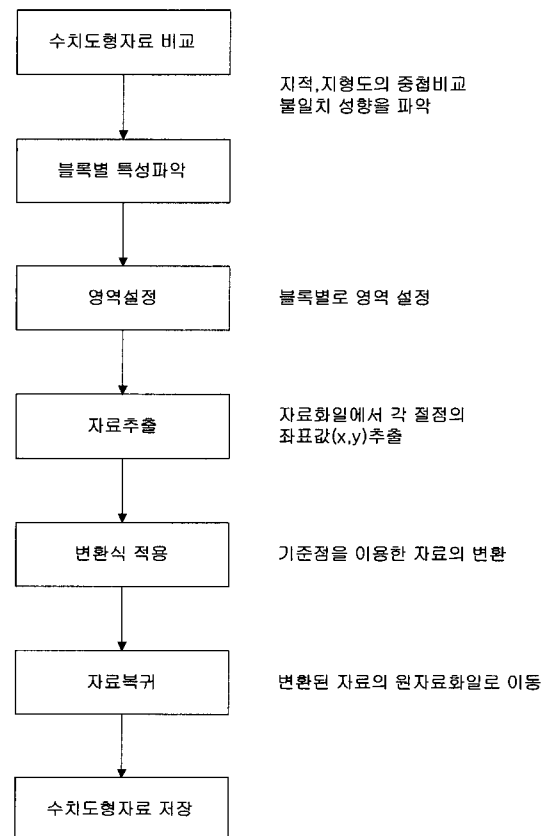 수치도형자료 비교
지적,지형도의 중첩비교
불일치 성향을 파악
블록별 특성파악
영역설정
블록별로 영역 설정
자료추출
자료화일에서 각 절점의
좌표값(x,y)추출
변환식 적용
기준점을 이용한 자료의 변환
자료복귀
변환된 자료의 원자료화일로 이동
수치도형자료 저장